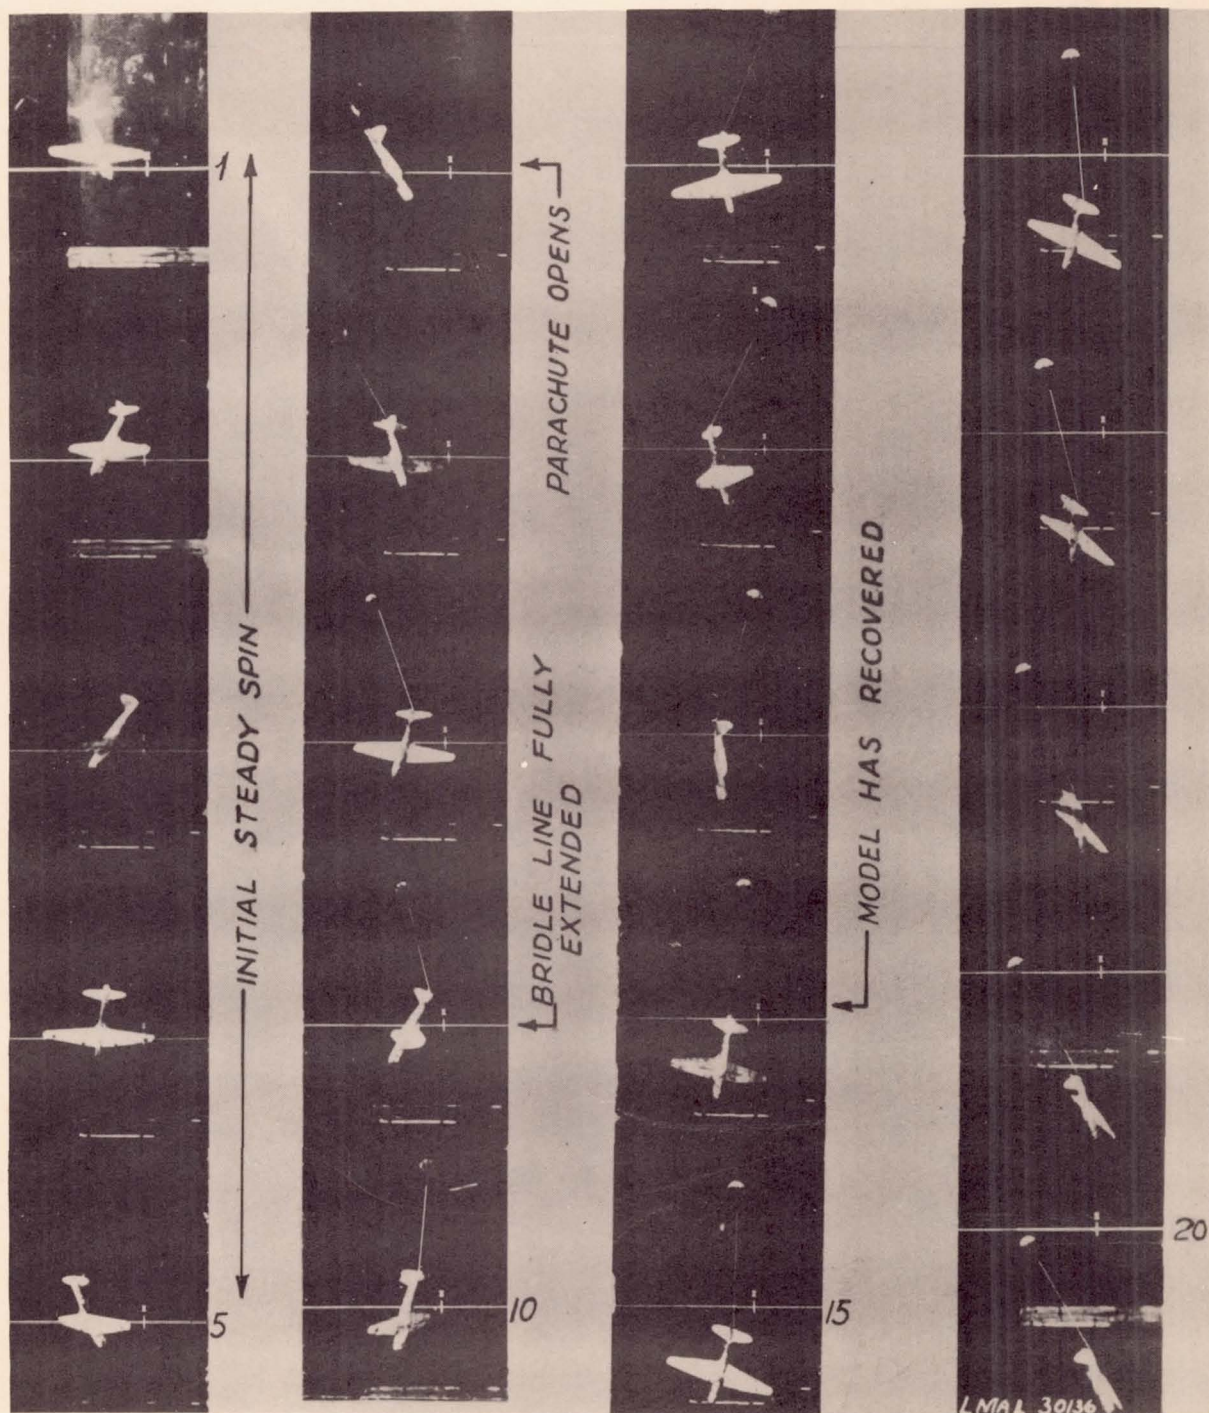 1
INITIAL STEADY SPIN
5
PARACHUTE OPENS
BRIDLE LINE FULLY
EXTENDED
10
MODEL HAS RECOVERED
15
20
LMAL 30136